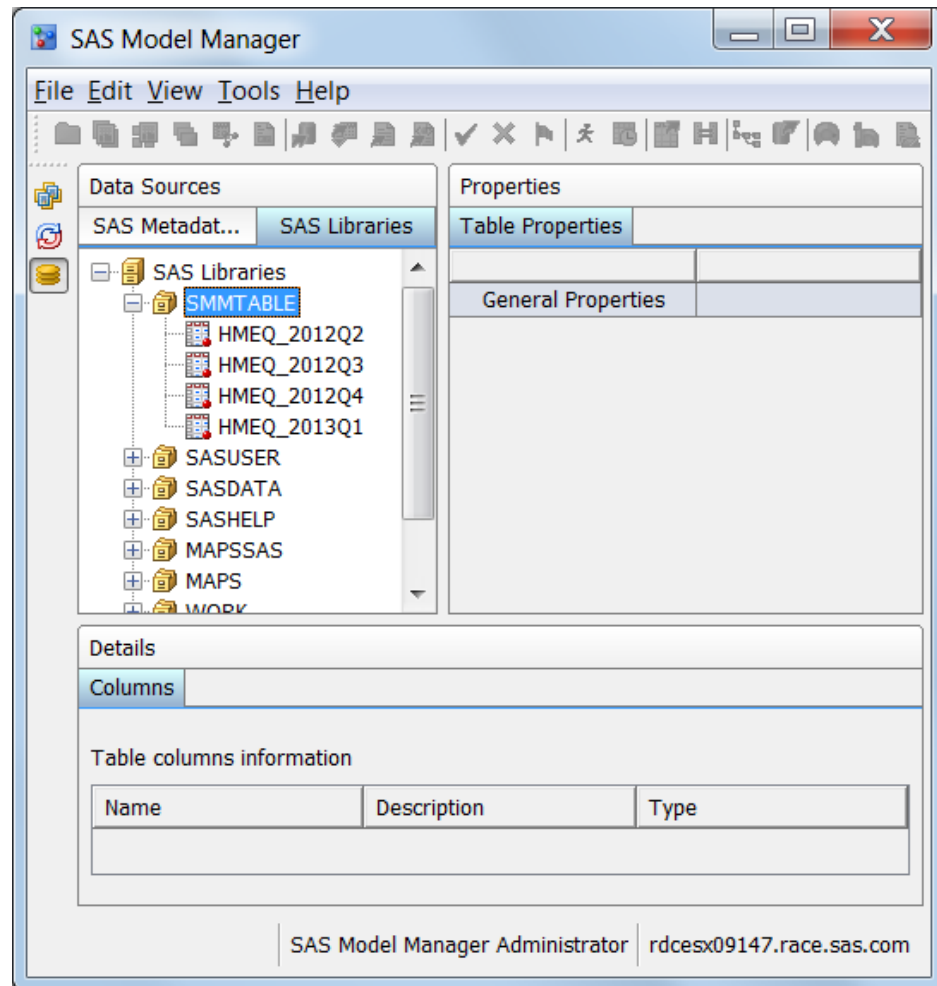 SAS Model Manager
File Edit View Tools Help
Data Sources
SAS Metadat... SAS Libraries
SAS Libraries
SMMTABLE
HMEQ_2012Q2
HMEQ_2012Q3
HMEQ_2012Q4
HMEQ_2013Q1
SASUSER
SASDATA
SASHELP
MAPSSAS
MAPS
WORK
Properties
Table Properties
General Properties
Details
Columns
Table columns information
Name Description Type
SAS Model Manager Administrator rdcesx09147.race.sas.com